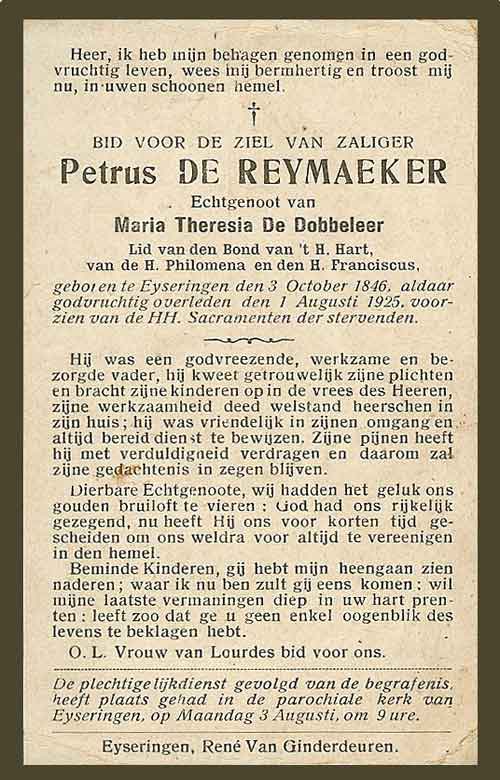 Heer, ik heb mijn behagen genomen in een god-
vruchtig leven, wees mij bermhertig en troost mij
nu, in uwen schoonen hemel.
†
BID VOOR DE ZIEL VAN ZALIGER
Petrus DE REYMAEKER
Echtgenoot van
Maria Theresia De Dobbeleer
Lid van den Bond van 't H. Hart,
van de H. Philomena en den H. Franciscus,
geboren te Eyseringen den 3 October 1846, aldaar
godvruchtig overleden den 1 Augusti 1925, voor-
zien van de HH. Sacramenten der stervenden.
Hij was een godvreezende, werkzame en be-
zorgde vader, hij kweet getrouwelijk zijne plichten
en bracht zijne kinderen op in de vrees des Heeren,
zijne werkzaamheid deed welstand heerschen in
zijn huis; hij was vriendelijk in zijnen omgang en
altijd bereid dienst te bewijzen. Zijne pijnen heeft
hij met verduldigheid verdragen en daarom zal
zijne gedachtenis in zegen blijven.
Dierbare Echtgenoote, wij hadden het geluk ons
gouden bruiloft te vieren : God had ons rijkelijk
gezegend, nu heeft Hij ons voor korten tijd ge-
scheiden om ons weldra voor altijd te vereenigen
in den hemel.
Beminde Kinderen, gij hebt mijn heengaan zien
naderen; waar ik nu ben zult gij eens komen; wil
mijne laatste vermaningen diep in uw hart pren-
ten : leeft zoo dat ge u geen enkel oogenblik des
levens te beklagen hebt.
O. L. Vrouw van Lourdes bid voor ons.
De plechtige lijkdienst gevolgd van de begrafenis,
heeft plaats gehad in de parochiale kerk van
Eyseringen, op Maandag 3 Augusti, om 9 ure.
Eyseringen, René Van Ginderdeuren.